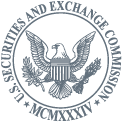 U.S. SECURITIES AND EXCHANGE COMMISSION
MCMXXXIV